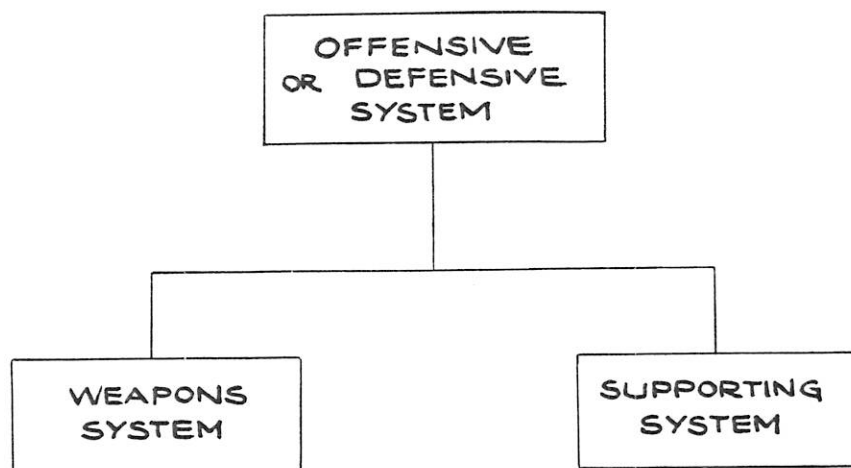 OFFENSIVE
OR DEFENSIVE
SYSTEM
WEAPONS
SYSTEM
SUPPORTING
SYSTEM